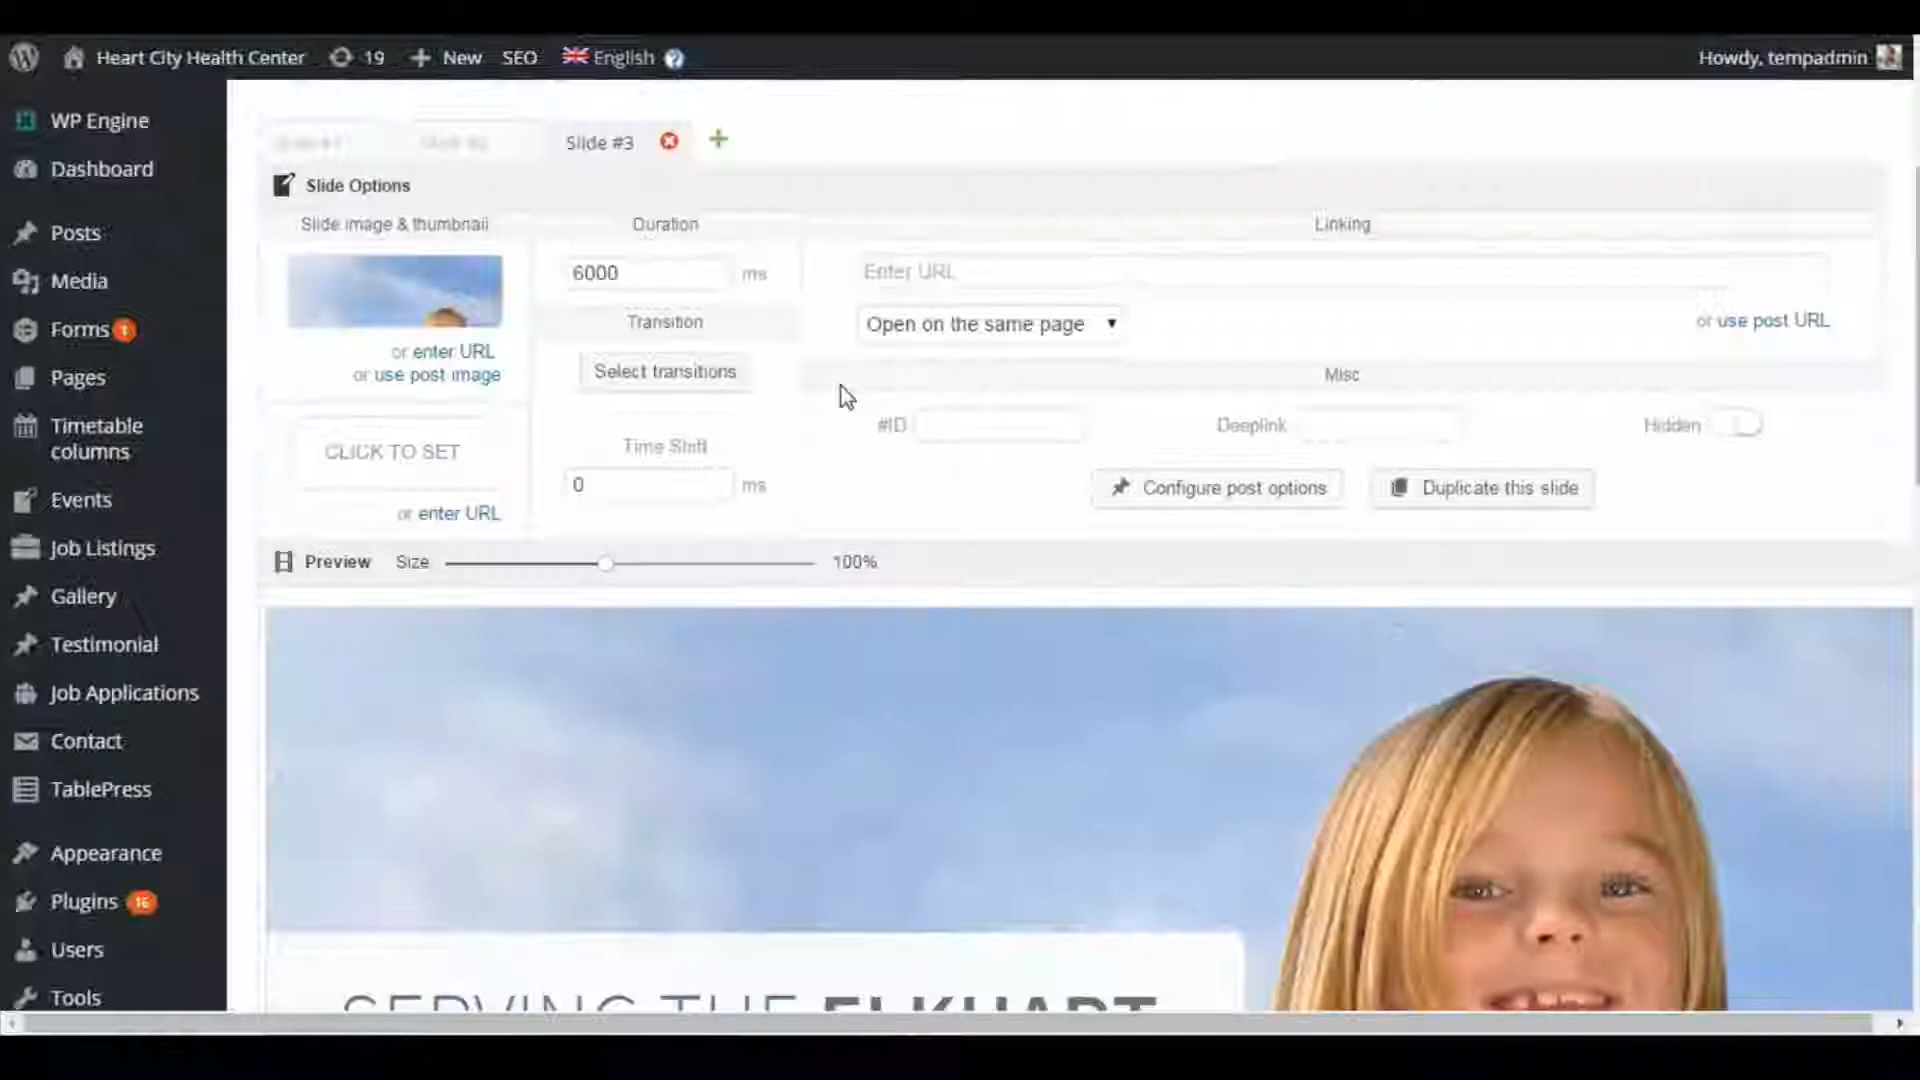 Heart City Health Center 19 New SEO English ?
Howdy, tempadmin
WP Engine
Dashboard
Posts
Media
Forms 1
Pages
Timetable
columns
Events
Job Listings
Gallery
Testimonial
Job Applications
Contact
TablePress
Appearance
Plugins 16
Users
Tools
Slide #3
Slide Options
Slide image & thumbnail
Duration
Linking
6000 ms
Enter URL
Transition
Open on the same page
or use post URL
or enter URL
or use post image
Select transitions
Misc
#ID
Deeplink
Hidden
CLICK TO SET
Time Shift
0 ms
Configure post options
Duplicate this slide
or enter URL
Preview Size 100%
SERVING THE ELKHART